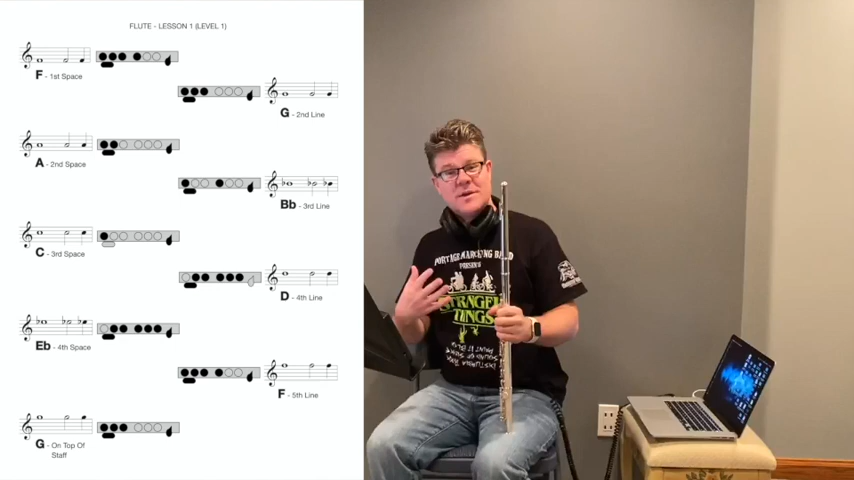 FLUTE - LESSON 1 (LEVEL 1)
F - 1st Space
G - 2nd Line
A - 2nd Space
Bb - 3rd Line
C - 3rd Space
D - 4th Line
Eb - 4th Space
F - 5th Line
G - On Top Of
Staff
PORTAGE MARCHING BAND
PRESENTS
STRANGER
THINGS